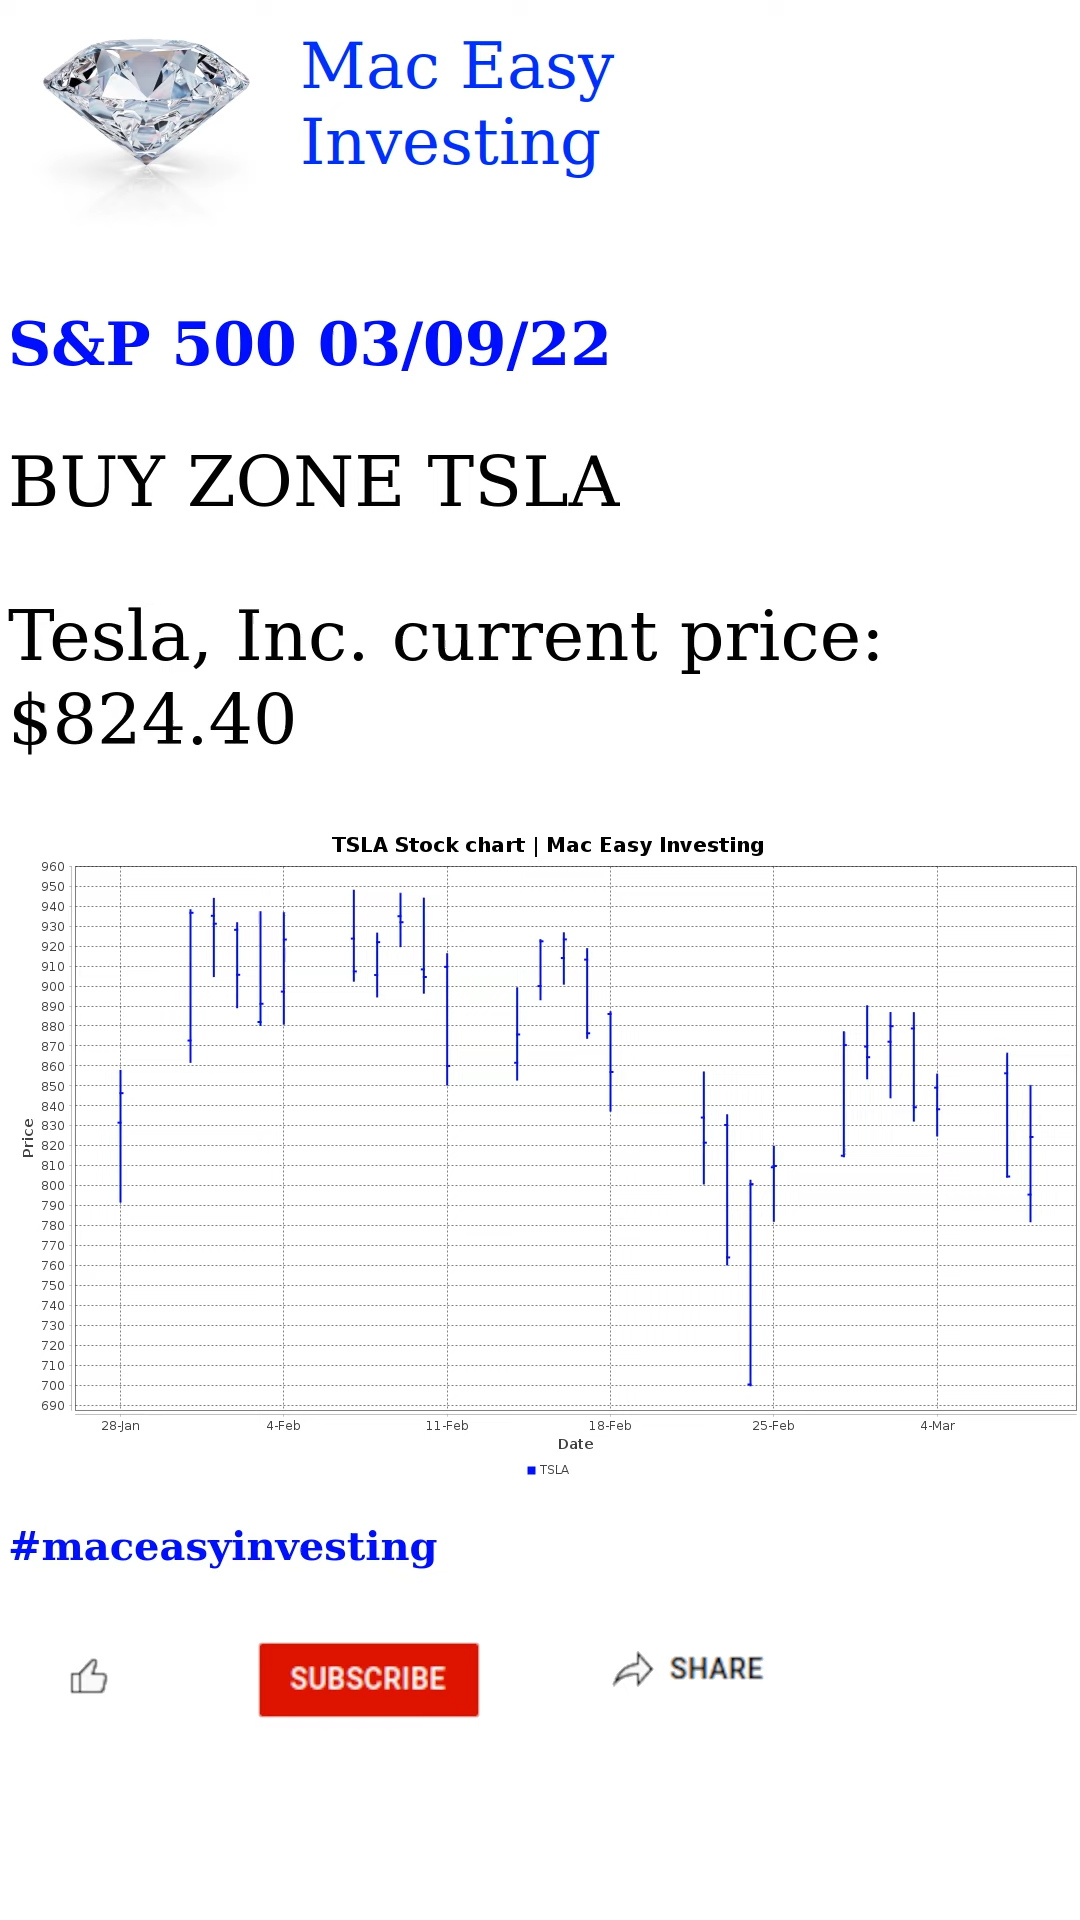 Mac Easy
Investing
S&P 500 03/09/22
BUY ZONE TSLA
Tesla, Inc. current price:
$824.40
TSLA Stock chart | Mac Easy Investing
960
950
940
930
920
910
900
890
880
870
860
850
840
830
820
810
800
790
780
770
760
750
740
730
720
710
700
690
Price
28-Jan 4-Feb 11-Feb 18-Feb 25-Feb 4-Mar
Date
TSLA
#maceasyinvesting
SUBSCRIBE SHARE